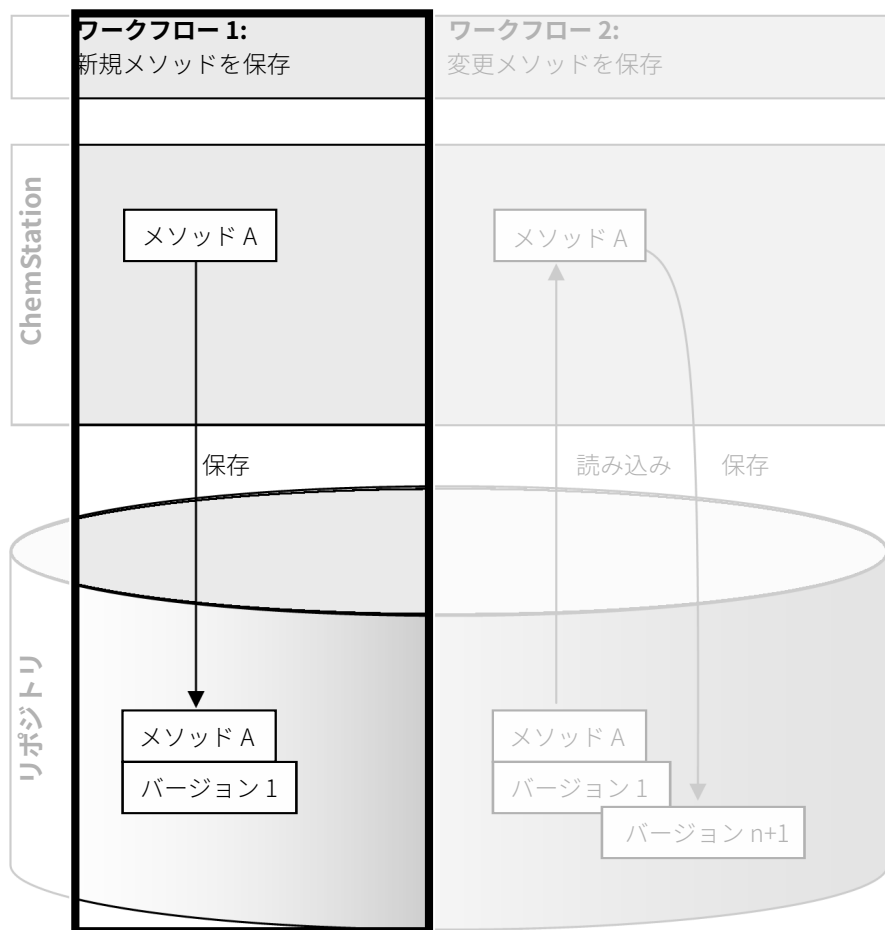 ワークフロー 1:
新規メソッドを保存
ワークフロー 2:
変更メソッドを保存
ChemStation
メソッド A
メソッド A
保存
読み込み
保存
リポジトリ
メソッド A
バージョン 1
メソッド A
バージョン 1
バージョン n+1